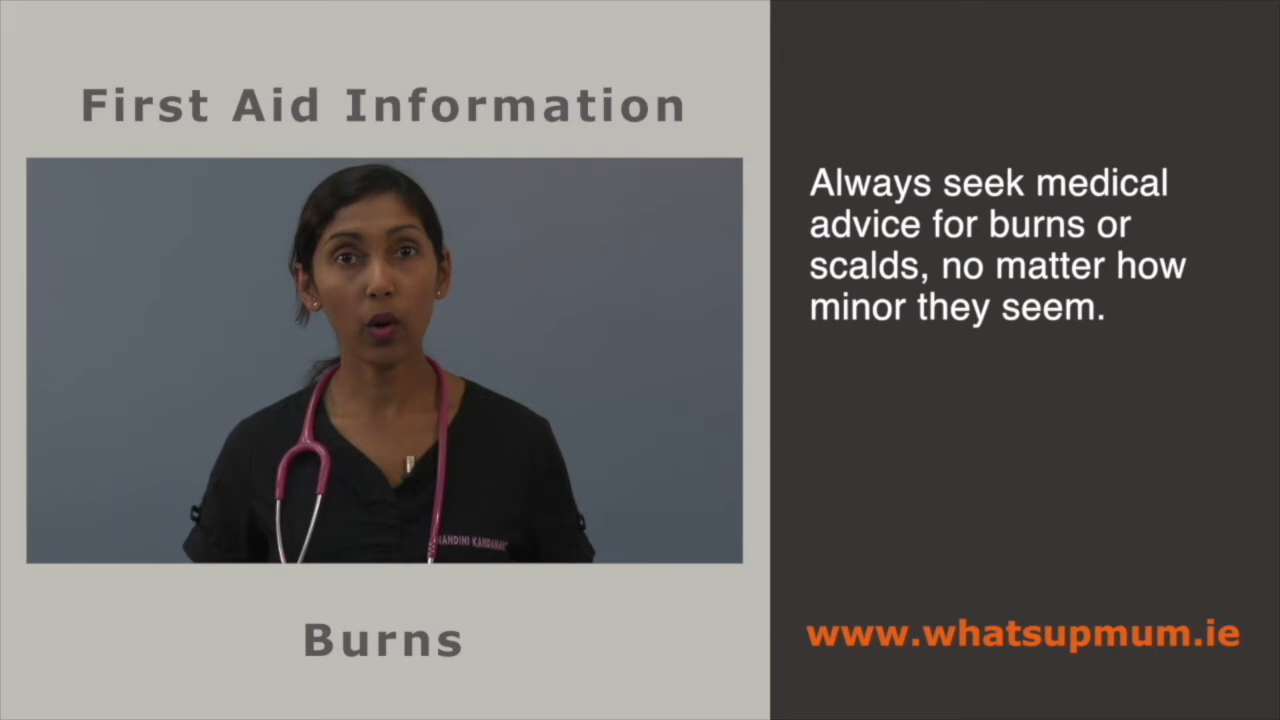 First Aid Information
Always seek medical
advice for burns or
scalds, no matter how
minor they seem.
Burns
www.whatsupmum.ie